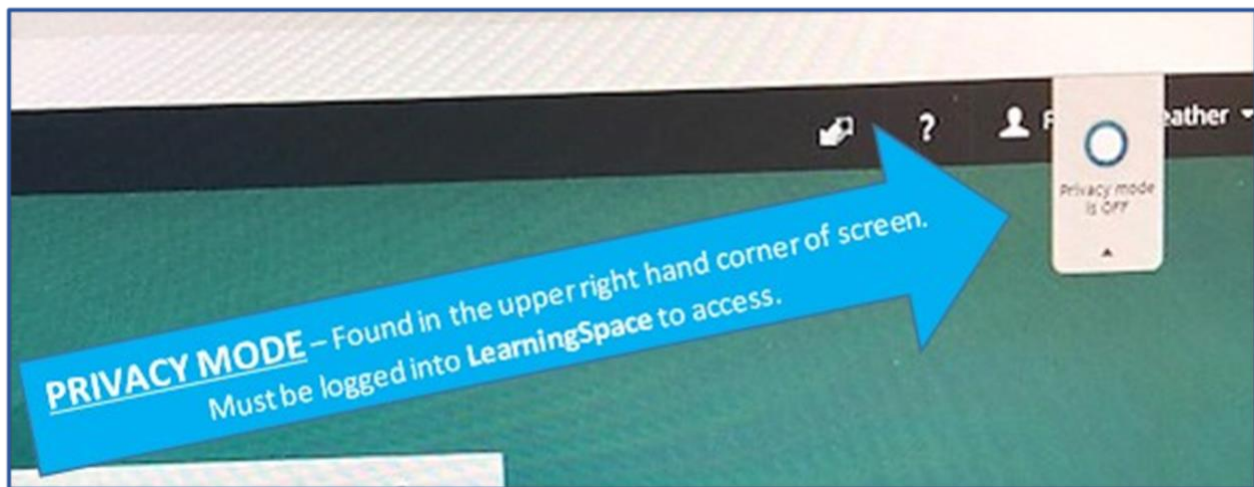 ?
eather
Privacy mode
is OFF
PRIVACY MODE – Found in the upper right hand corner of screen.
Must be logged into LearningSpace to access.